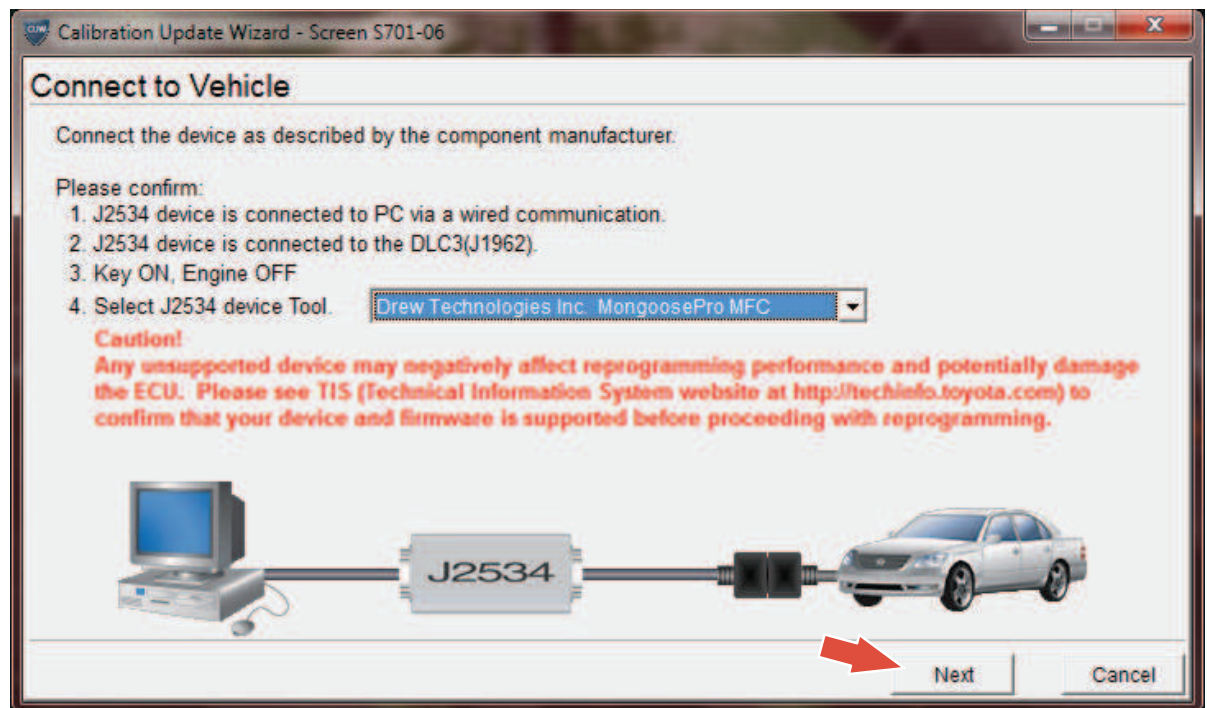 CUW Calibration Update Wizard - Screen S701-06
Connect to Vehicle
Connect the device as described by the component manufacturer.
Please confirm:
1. J2534 device is connected to PC via a wired communication.
2. J2534 device is connected to the DLC3(J1962).
3. Key ON, Engine OFF
4. Select J2534 device Tool. Drew Technologies Inc. MongoosePro MFC
Caution!
Any unsupported device may negatively affect reprogramming performance and potentially damage
the ECU. Please see TIS (Technical Information System website at http://techinfo.toyota.com) to
confirm that your device and firmware is supported before proceeding with reprogramming.
J2534
Next Cancel